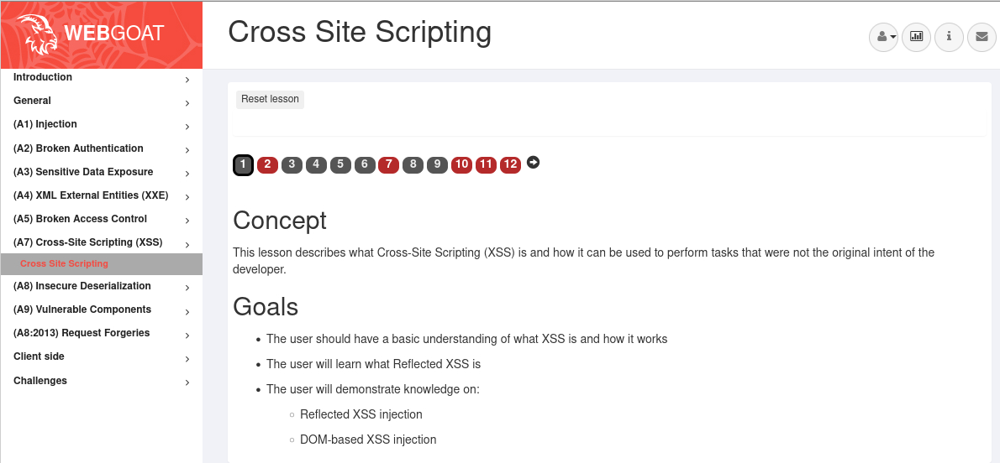 WEBGOAT
Cross Site Scripting
Introduction
General
(A1) Injection
(A2) Broken Authentication
(A3) Sensitive Data Exposure
(A4) XML External Entities (XXE)
(A5) Broken Access Control
(A7) Cross-Site Scripting (XSS)
Cross Site Scripting
(A8) Insecure Deserialization
(A9) Vulnerable Components
(A8:2013) Request Forgeries
Client side
Challenges
Reset lesson
1 2 3 4 5 6 7 8 9 10 11 12
Concept
This lesson describes what Cross-Site Scripting (XSS) is and how it can be used to perform tasks that were not the original intent of the
developer.
Goals
• The user should have a basic understanding of what XSS is and how it works
• The user will learn what Reflected XSS is
• The user will demonstrate knowledge on:
◦ Reflected XSS injection
◦ DOM-based XSS injection